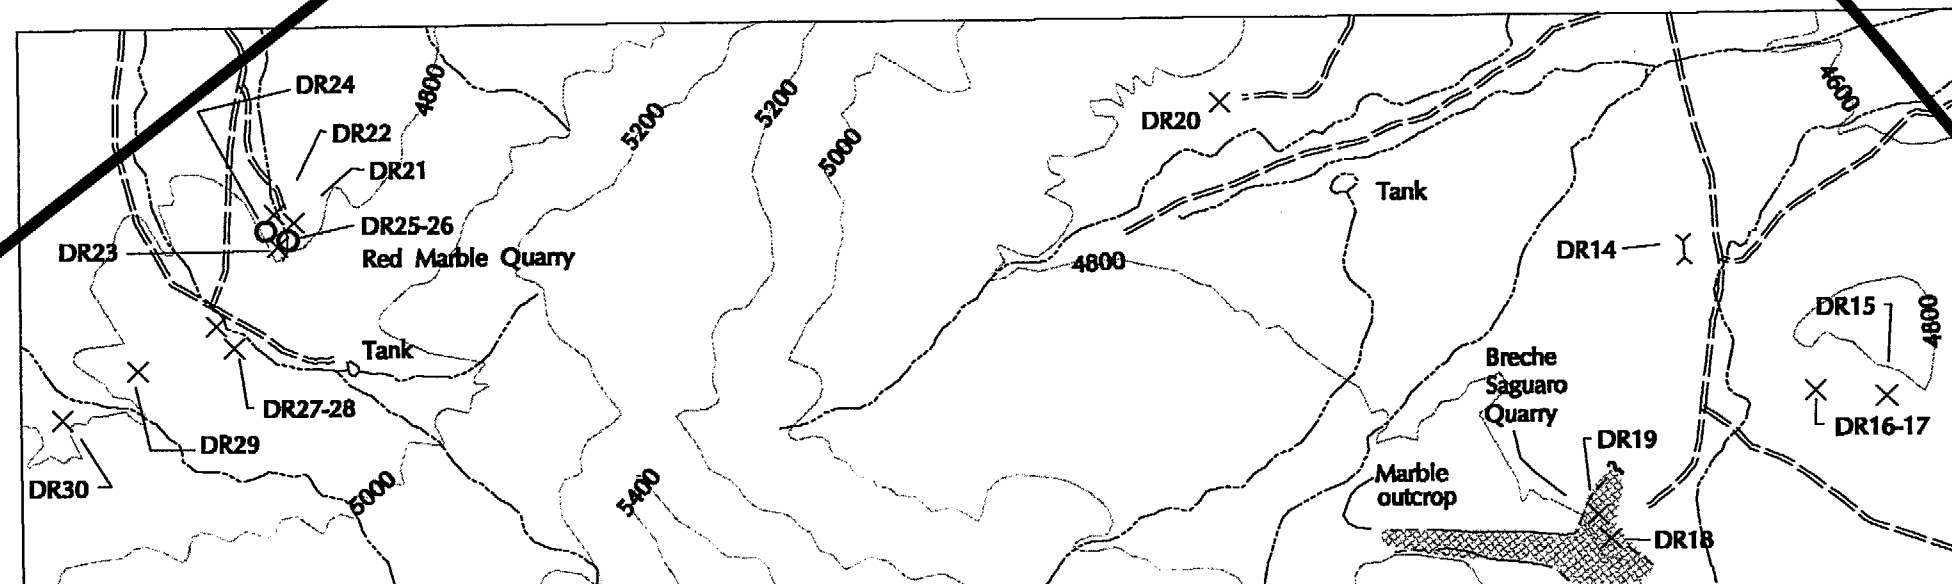 DR24
4800
DR22
DR21
DR25-26
DR23
Red Marble Quarry
5200
5200
5000
DR20
4600
Tank
4800
DR14
DR15
4800
Tank
DR27-28
DR29
DR30
5000
5400
Breche
Saguaro
Quarry
DR16-17
DR19
Marble
outcrop
?
DR18